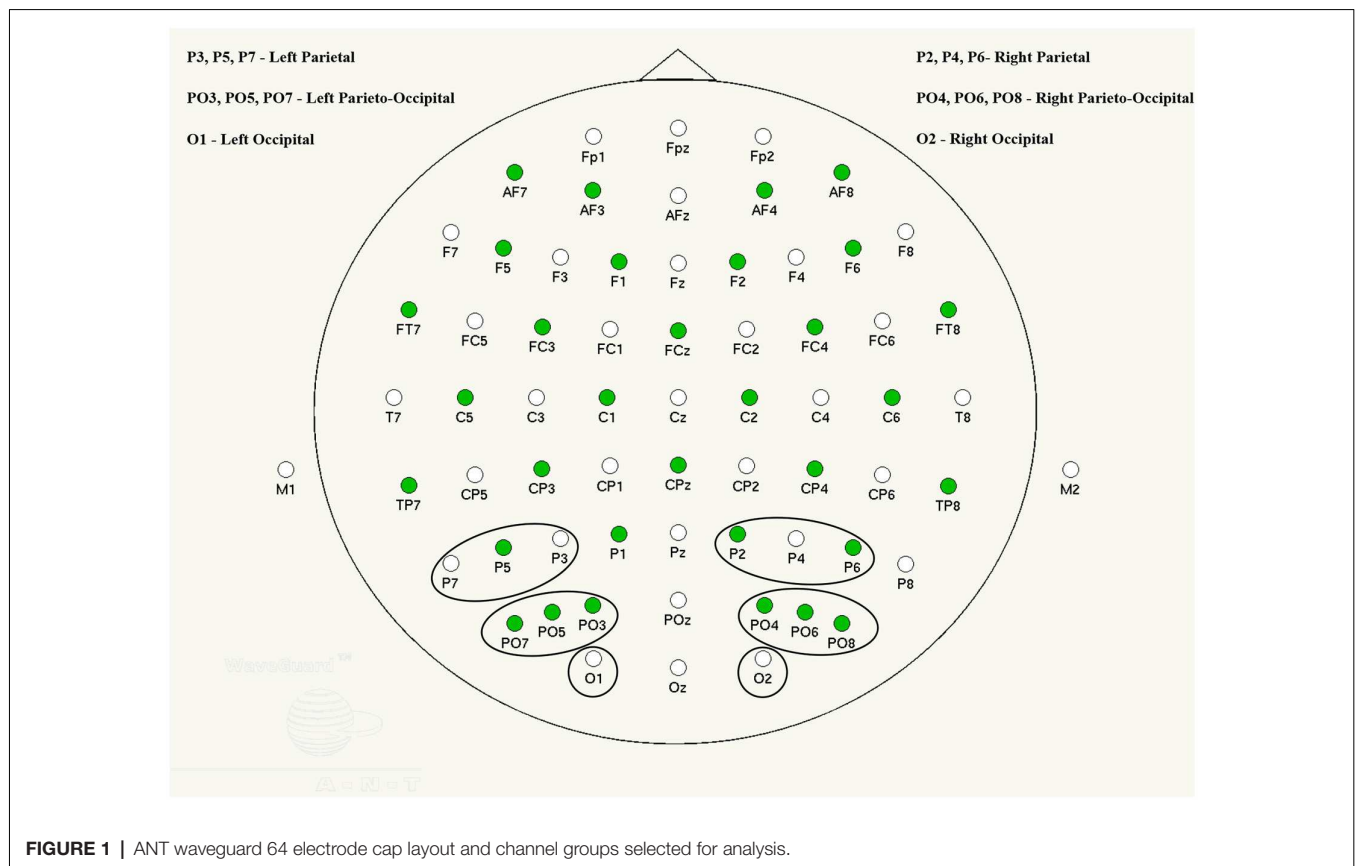 P3, P5, P7 - Left Parietal
P2, P4, P6- Right Parietal
PO3, PO5, PO7 - Left Parieto-Occipital
PO4, PO6, PO8 - Right Parieto-Occipital
O1 - Left Occipital
O2 - Right Occipital
Fp1 Fpz Fp2
AF7 AF3 AFz AF4 AF8
F7 F5 F3 F1 Fz F2 F4 F6 F8
FT7 FC5 FC3 FC1 FCz FC2 FC4 FC6 FT8
T7 C5 C3 C1 Cz C2 C4 C6 T8
M1 TP7 CP5 CP3 CP1 CPz CP2 CP4 CP6 TP8 M2
P7 P5 P3 P1 Pz P2 P4 P6 P8
PO7 PO5 PO3 POz PO4 PO6 PO8
O1 Oz O2
WaveGuard™
A - N - T
FIGURE 1 | ANT waveguard 64 electrode cap layout and channel groups selected for analysis.